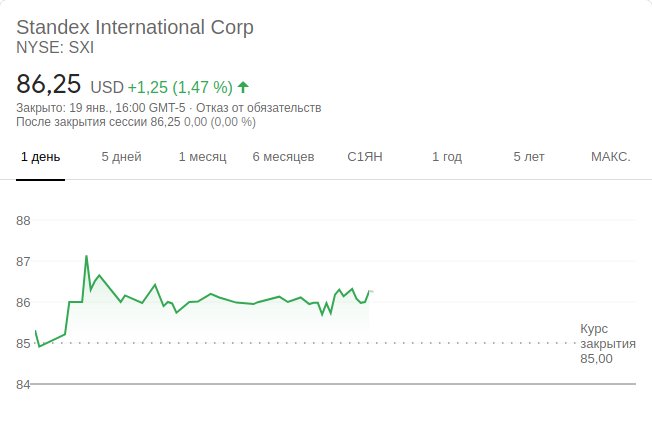 Standex International Corp
NYSE: SXI
86,25 USD +1,25 (1,47 %)
Закрыто: 19 янв., 16:00 GMT-5 · Отказ от обязательств
После закрытия сессии 86,25 0,00 (0,00 %)
1 день 5 дней 1 месяц 6 месяцев С1ЯН 1 год 5 лет МАКС.
88
87
86
Курс
85 закрытия
85,00
84